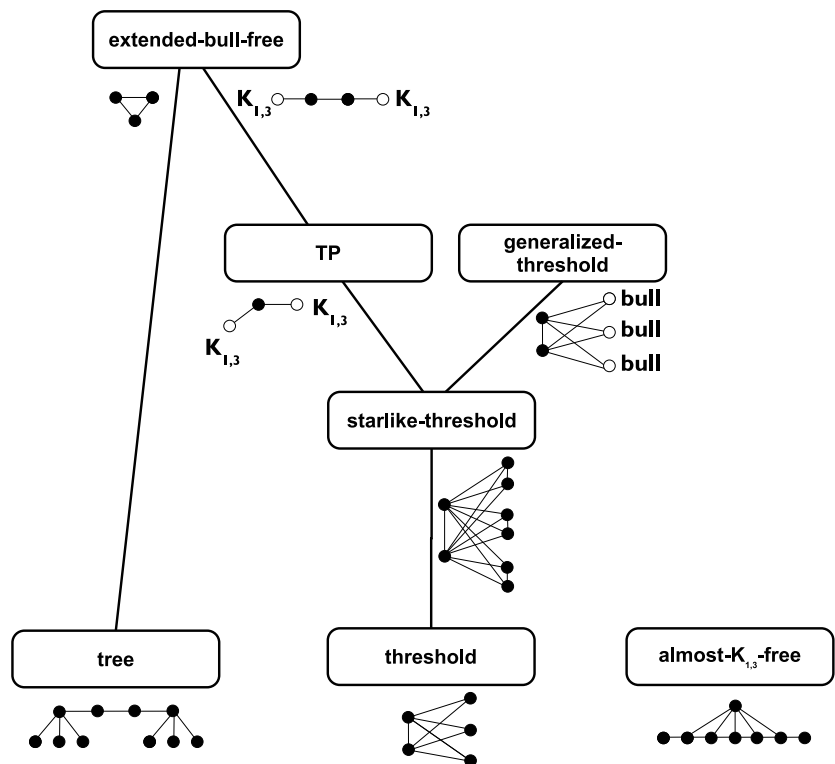 extended-bull-free
K1,3
K1,3
TP
generalized-
threshold
K1,3
K1,3
bull
bull
bull
starlike-threshold
tree
threshold
almost-K1,3-free